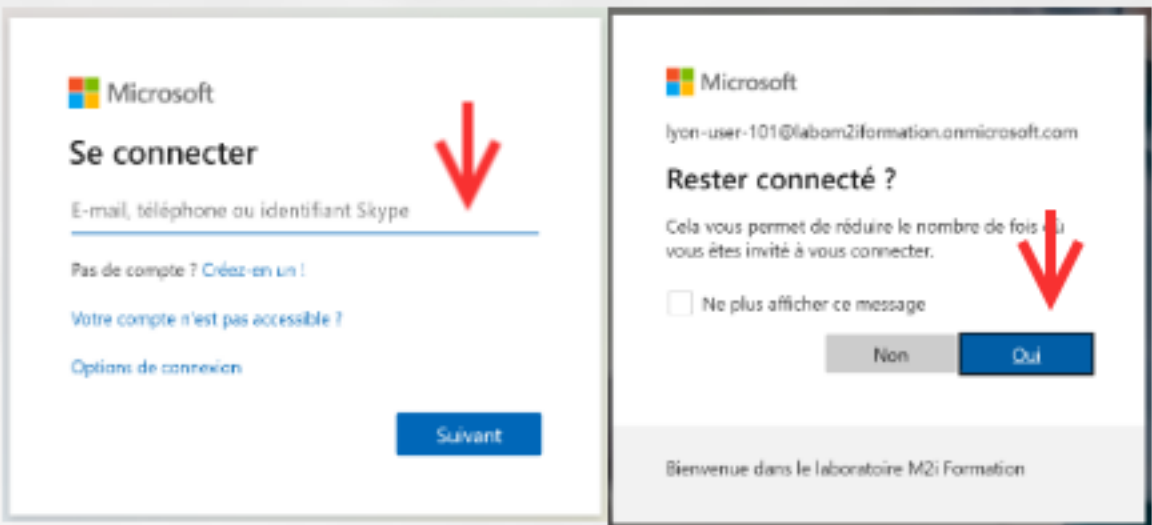 Microsoft
Se connecter
E-mail, téléphone ou identifiant Skype
Pas de compte ? Créez-en un !
Votre compte n'est pas accessible ?
Options de connexion
Suivant
Microsoft
lyon-user-101@labom2iformation.onmicrosoft.com
Rester connecté ?
Cela vous permet de réduire le nombre de fois où
vous êtes invité à vous connecter.
Ne plus afficher ce message
Non
Oui
Bienvenue dans le laboratoire M2i Formation